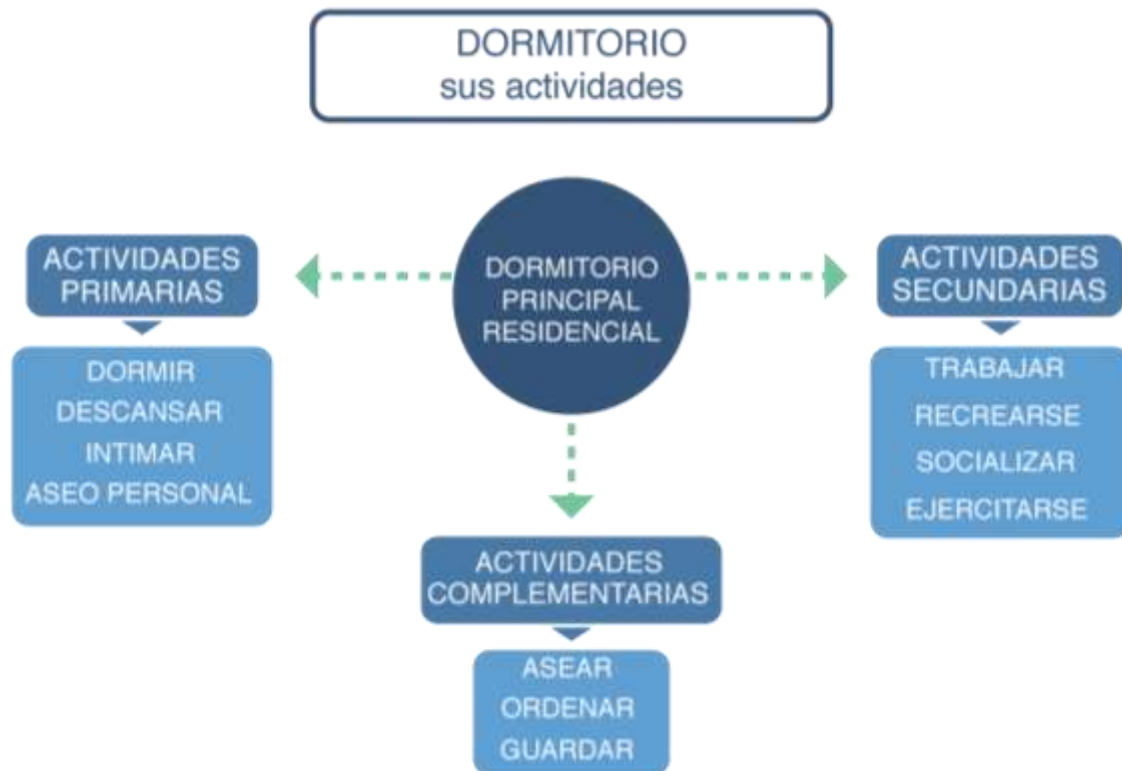 DORMITORIO
sus actividades
DORMITORIO
PRINCIPAL
RESIDENCIAL
ACTIVIDADES
PRIMARIAS
DORMIR
DESCANSAR
INTIMAR
ASEO PERSONAL
ACTIVIDADES
SECUNDARIAS
TRABAJAR
RECREARSE
SOCIALIZAR
EJERCITARSE
ACTIVIDADES
COMPLEMENTARIAS
ASEAR
ORDENAR
GUARDAR